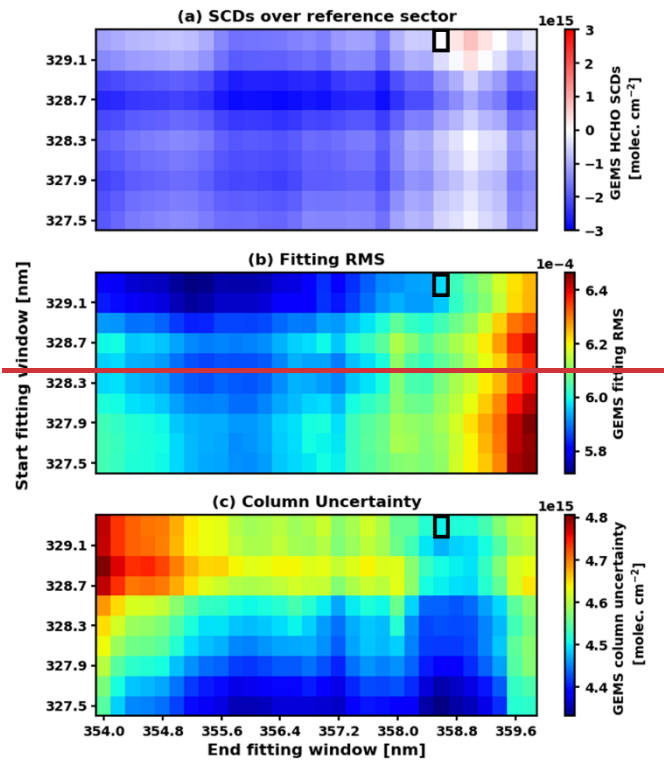 (a) SCDs over reference sector
1e15
329.1
328.7
328.3
327.9
327.5
3
2
1
0
−1
−2
−3
GEMS HCHO SCDs
[molec. cm⁻²]
(b) Fitting RMS
1e−4
329.1
328.7
328.3
327.9
327.5
6.4
6.2
6.0
5.8
GEMS fitting RMS
Start fitting window [nm]
(c) Column Uncertainty
1e15
329.1
328.7
328.3
327.9
327.5
4.8
4.7
4.6
4.5
4.4
GEMS column uncertainty
[molec. cm⁻²]
354.0 354.8 355.6 356.4 357.2 358.0 358.8 359.6
End fitting window [nm]